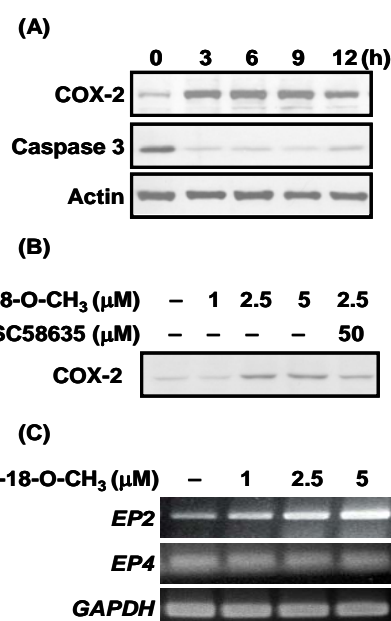 (A)
0 3 6 9 12 (h)
COX-2
Caspase 3
Actin
(B)
8-O-CH₃ (μM) – 1 2.5 5 2.5
SC58635 (μM) – – – – 50
COX-2
(C)
-18-O-CH₃ (μM) – 1 2.5 5
EP2
EP4
GAPDH